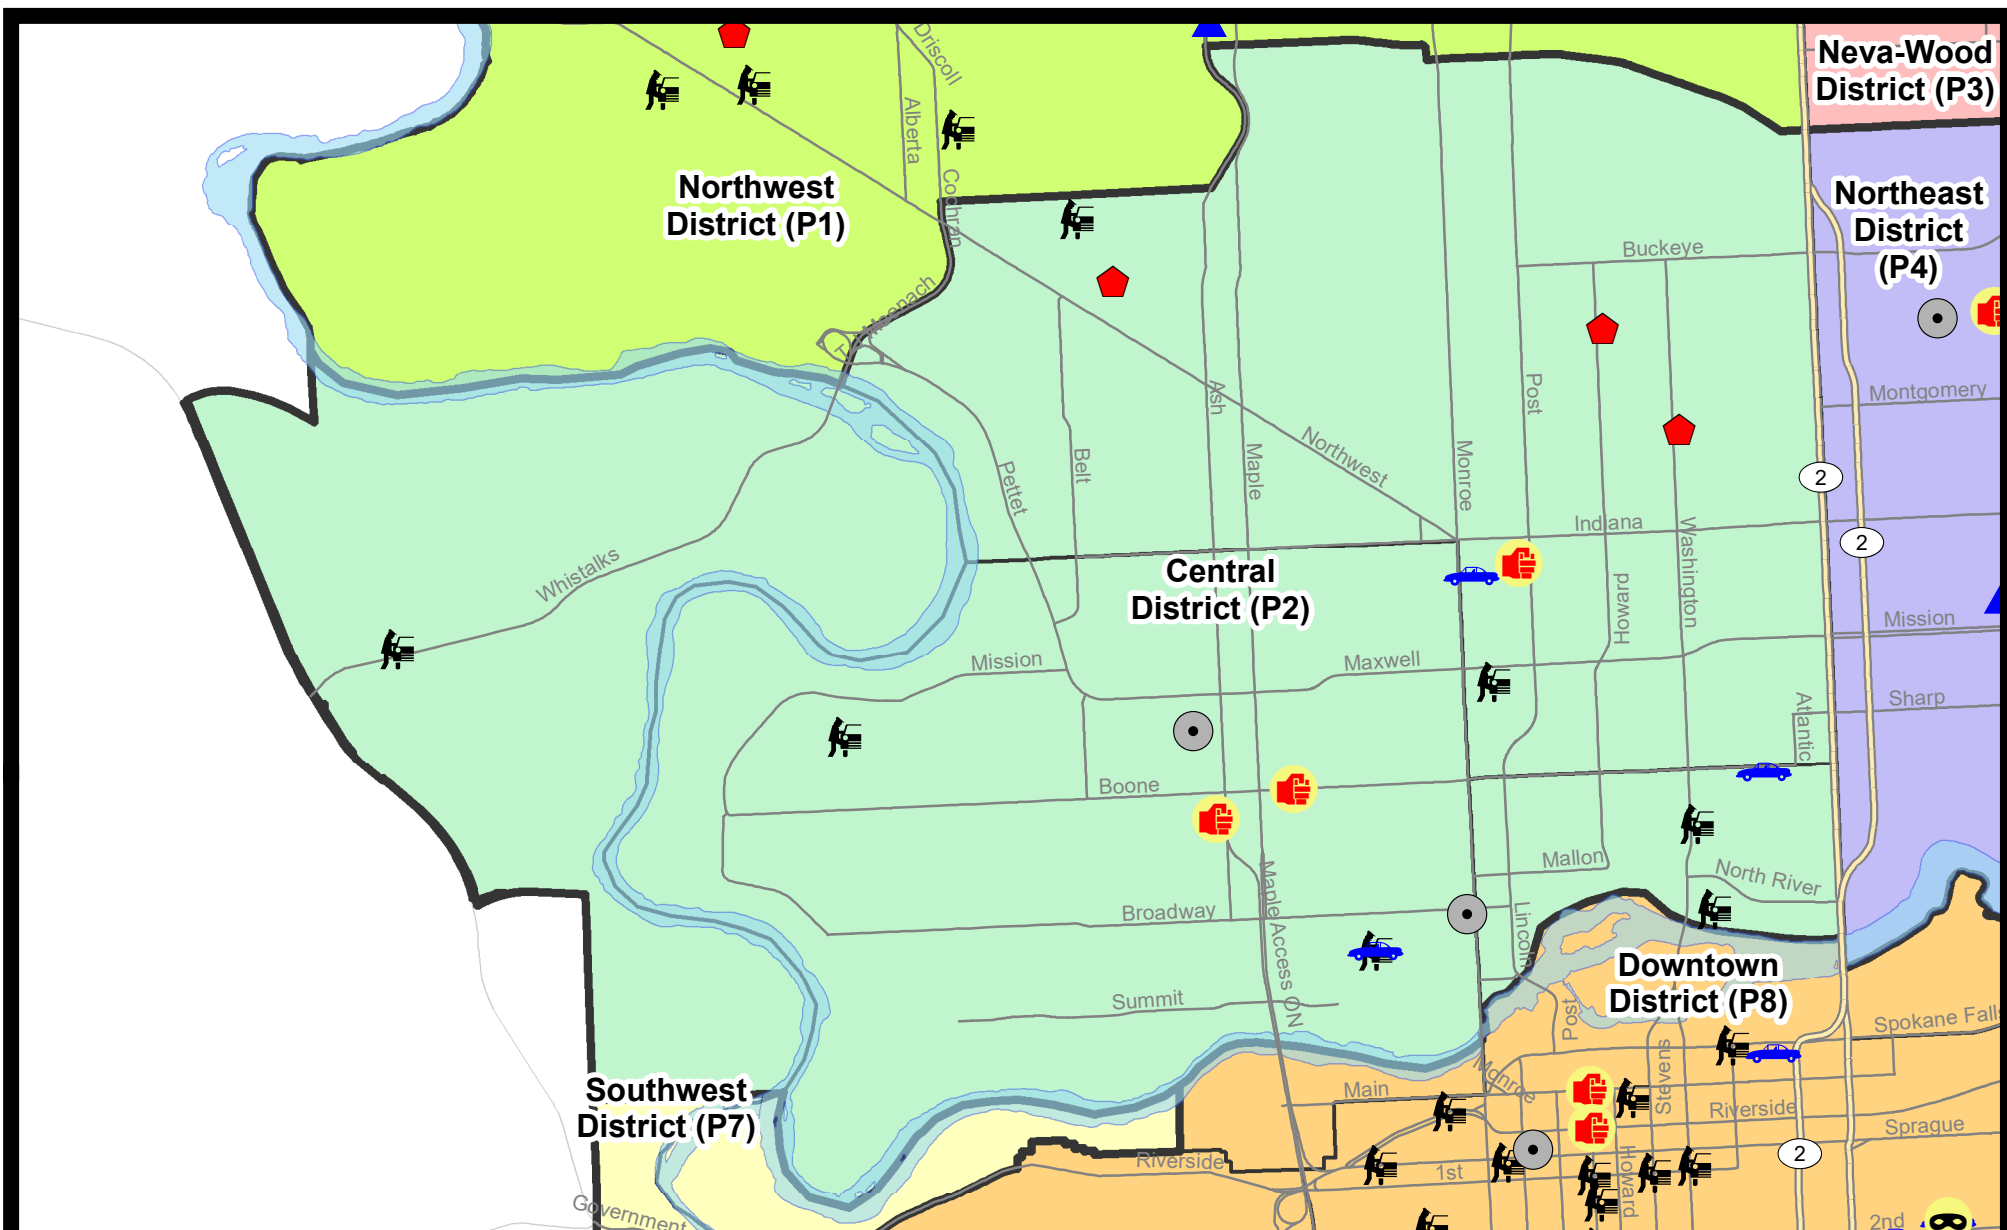 Driscoll
Alberta
Cochran
Neva-Wood
District (P3)
Northwest
District (P1)
Northeast
District
(P4)
Buckeye
Ash
Maple
Post
Monroe
Montgomery
Northwest
Belt
Pettet
2
Indiana
Washington
2
Whistalks
Central
District (P2)
Howard
Mission
Mission
Maxwell
Sharp
Atlantic
Boone
Mallon
North River
Broadway
Lincoln
Maple Access ON
Summit
Downtown
District (P8)
Post
Spokane Falls
Stevens
Monroe
Main
Riverside
Sprague
Southwest
District (P7)
Riverside
1st
Howard
2
Government
2nd